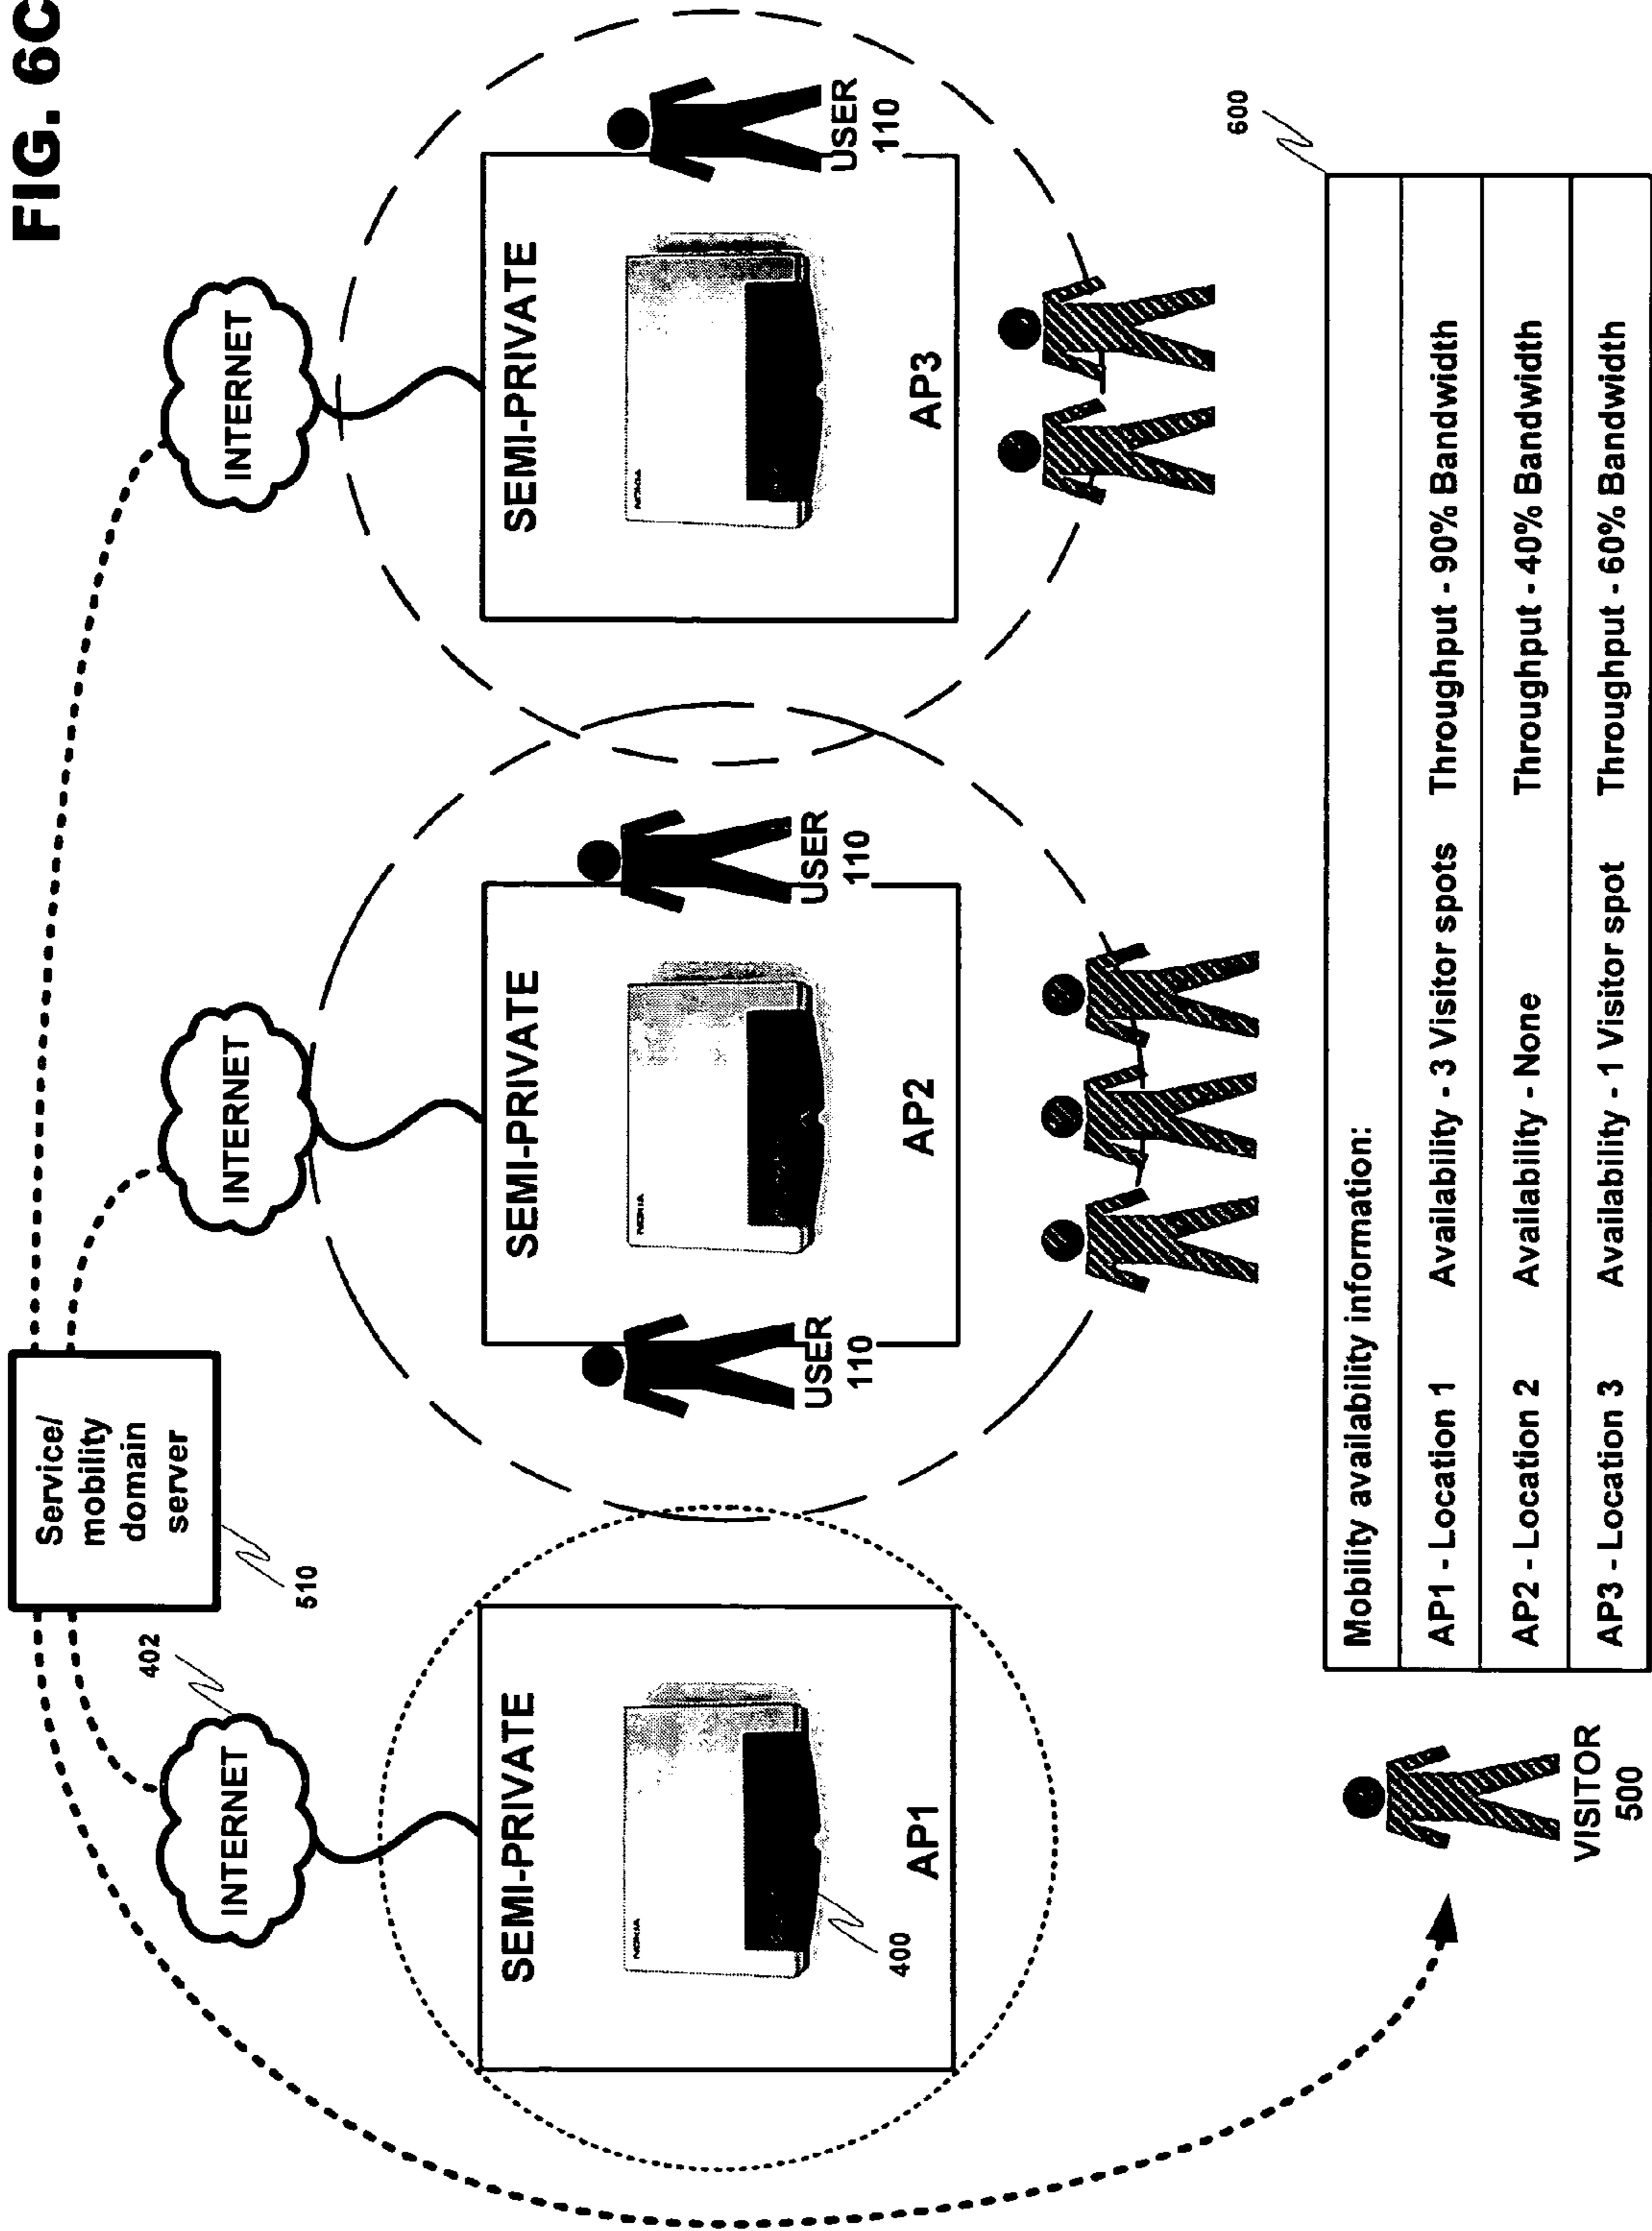 FIG. 6C
Service/
mobility
domain
server
510
402
INTERNET
INTERNET
INTERNET
SEMI-PRIVATE
NOKIA
400
AP1
SEMI-PRIVATE
NOKIA
AP2
USER
110
USER
110
SEMI-PRIVATE
NOKIA
AP3
USER
110
VISITOR
500
600
Mobility availability information:
AP1 - Location 1 Availability - 3 Visitor spots Throughput - 90% Bandwidth
AP2 - Location 2 Availability - None Throughput - 40% Bandwidth
AP3 - Location 3 Availability - 1 Visitor spot Throughput - 60% Bandwidth